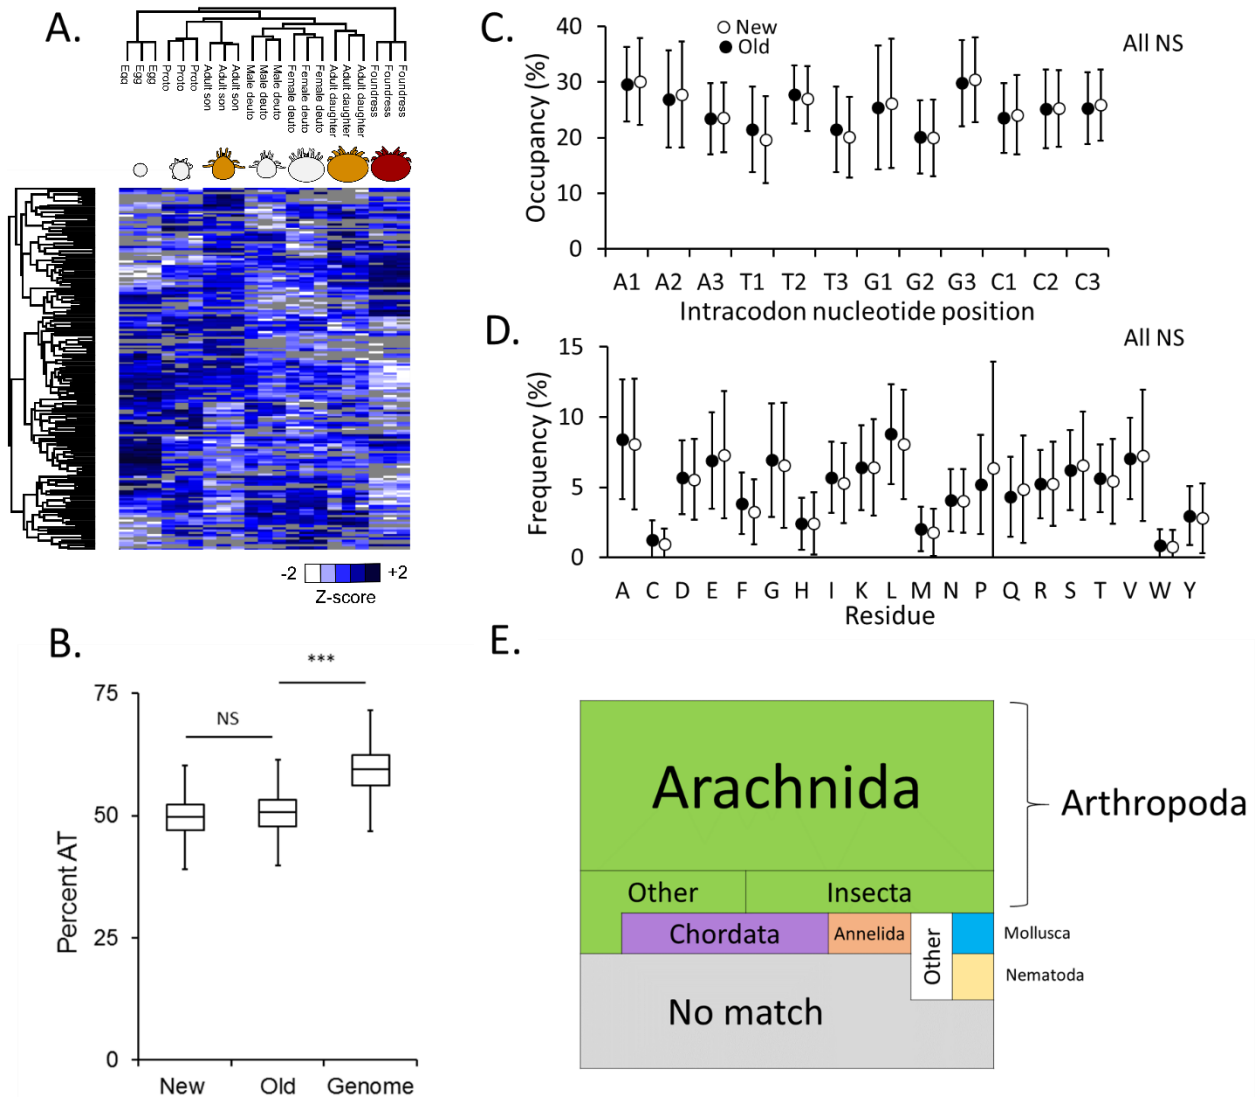 A.
Egg
Egg
Egg
Proto
Proto
Proto
Adult son
Adult son
Adult son
Male deuto
Male deuto
Male deuto
Female deuto
Female deuto
Female deuto
Adult daughter
Adult daughter
Adult daughter
Foundress
Foundress
Foundress
-2 +2
Z-score
B.
***
NS
75
50
25
0
Percent AT
New Old Genome
C.
New
Old
All NS
40
30
20
10
0
Occupancy (%)
A1 A2 A3 T1 T2 T3 G1 G2 G3 C1 C2 C3
Intracodon nucleotide position
D.
All NS
15
10
5
0
Frequency (%)
A C D E F G H I K L M N P Q R S T V W Y
Residue
E.
Arachnida
Arthropoda
Other Insecta
Chordata Annelida Other Mollusca
Nematoda
No match